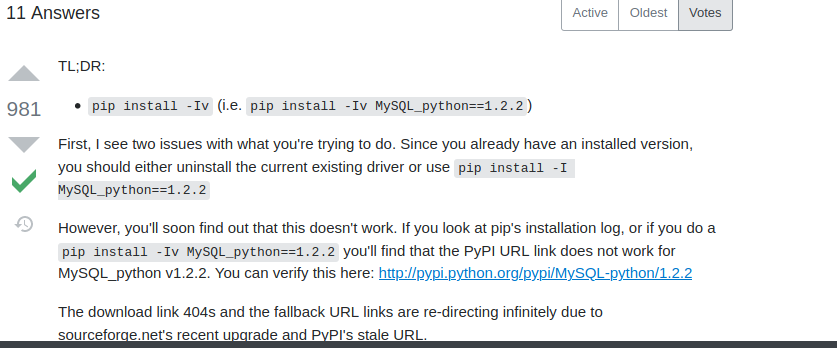 11 Answers
Active Oldest Votes
TL;DR:
981
• pip install -Iv (i.e. pip install -Iv MySQL_python==1.2.2)
First, I see two issues with what you're trying to do. Since you already have an installed version,
you should either uninstall the current existing driver or use pip install -I
MySQL_python==1.2.2
However, you'll soon find out that this doesn't work. If you look at pip's installation log, or if you do a
pip install -Iv MySQL_python==1.2.2 you'll find that the PyPI URL link does not work for
MySQL_python v1.2.2. You can verify this here: http://pypi.python.org/pypi/MySQL-python/1.2.2
The download link 404s and the fallback URL links are re-directing infinitely due to
sourceforge.net's recent upgrade and PyPI's stale URL.